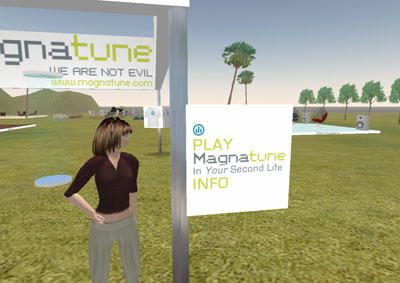 magnatune
WE ARE NOT EVIL
www.magnatune.com
PLAY
Magnatune
In Your Second Life
INFO